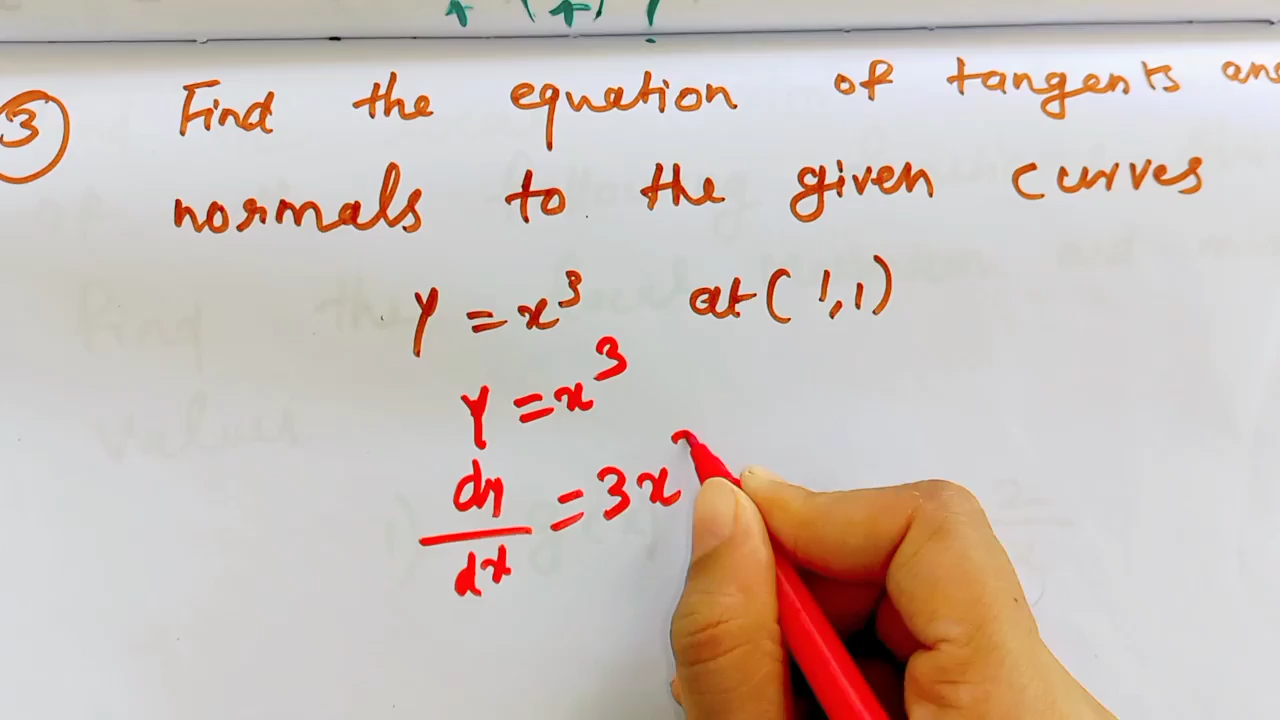 3 Find the equation of tangents an
normals to the given curves
y = x³ at (1,1)
y = x³
dy/dx = 3x